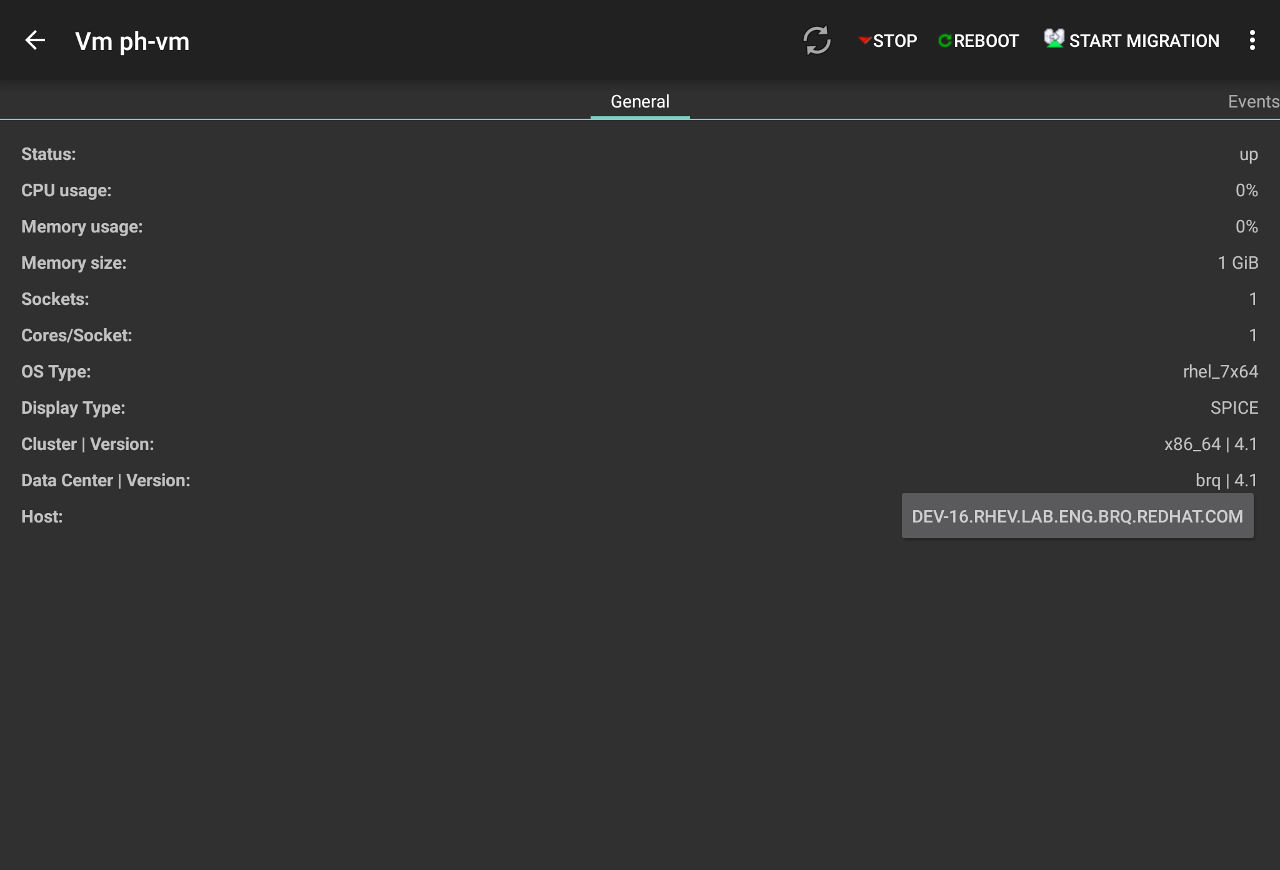 Vm ph-vm STOP REBOOT START MIGRATION
General Events
Status: up
CPU usage: 0%
Memory usage: 0%
Memory size: 1 GiB
Sockets: 1
Cores/Socket: 1
OS Type: rhel_7x64
Display Type: SPICE
Cluster | Version: x86_64 | 4.1
Data Center | Version: brq | 4.1
Host: DEV-16.RHEV.LAB.ENG.BRQ.REDHAT.COM